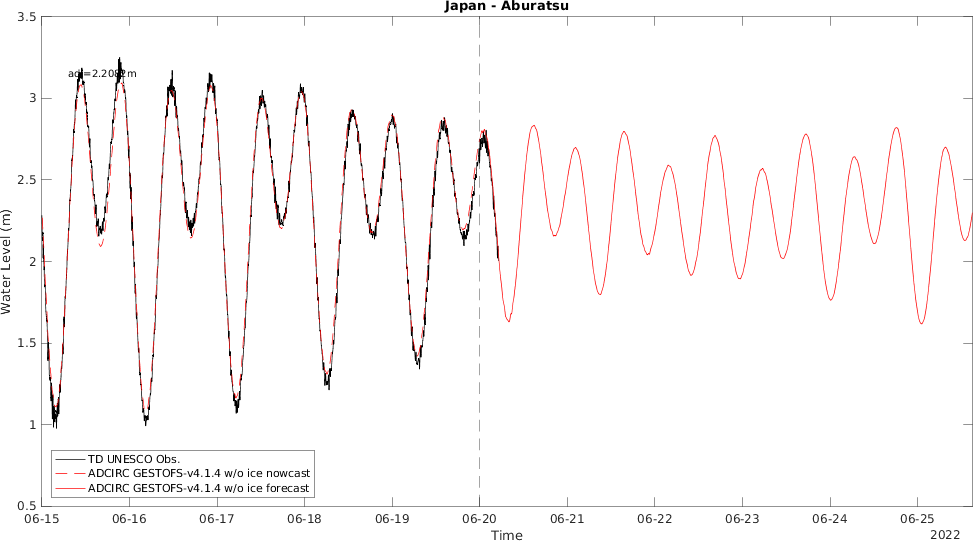 Japan - Aburatsu
3.5
3
2.5
2
1.5
1
0.5
Water Level (m)
TD UNESCO Obs.
ADCIRC GESTOFS-v4.1.4 w/o ice nowcast
ADCIRC GESTOFS-v4.1.4 w/o ice forecast
06-15 06-16 06-17 06-18 06-19 06-20 06-21 06-22 06-23 06-24 06-25
Time
2022